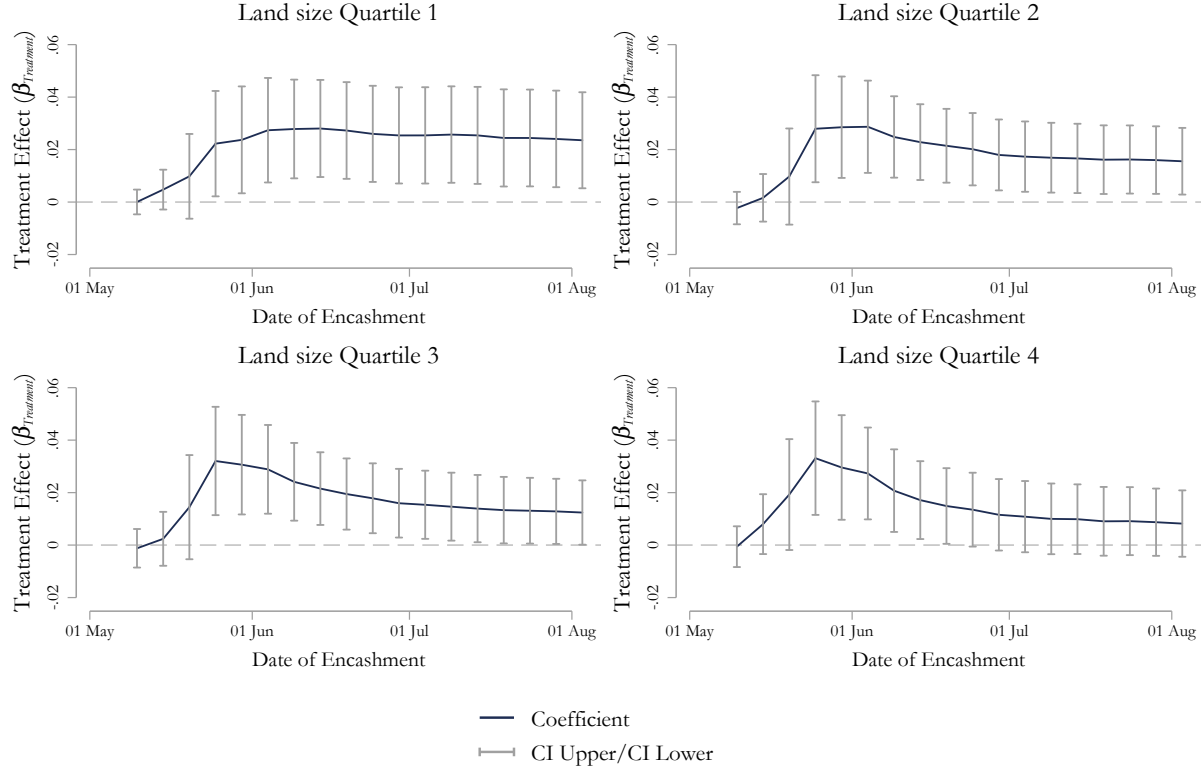 Land size Quartile 1
Treatment Effect (βTreatment)
.06
.04
.02
0
-.02
01 May 01 Jun 01 Jul 01 Aug
Date of Encashment
Land size Quartile 2
Treatment Effect (βTreatment)
.06
.04
.02
0
-.02
01 May 01 Jun 01 Jul 01 Aug
Date of Encashment
Land size Quartile 3
Treatment Effect (βTreatment)
.06
.04
.02
0
-.02
01 May 01 Jun 01 Jul 01 Aug
Date of Encashment
Land size Quartile 4
Treatment Effect (βTreatment)
.06
.04
.02
0
-.02
01 May 01 Jun 01 Jul 01 Aug
Date of Encashment
Coefficient
CI Upper/CI Lower